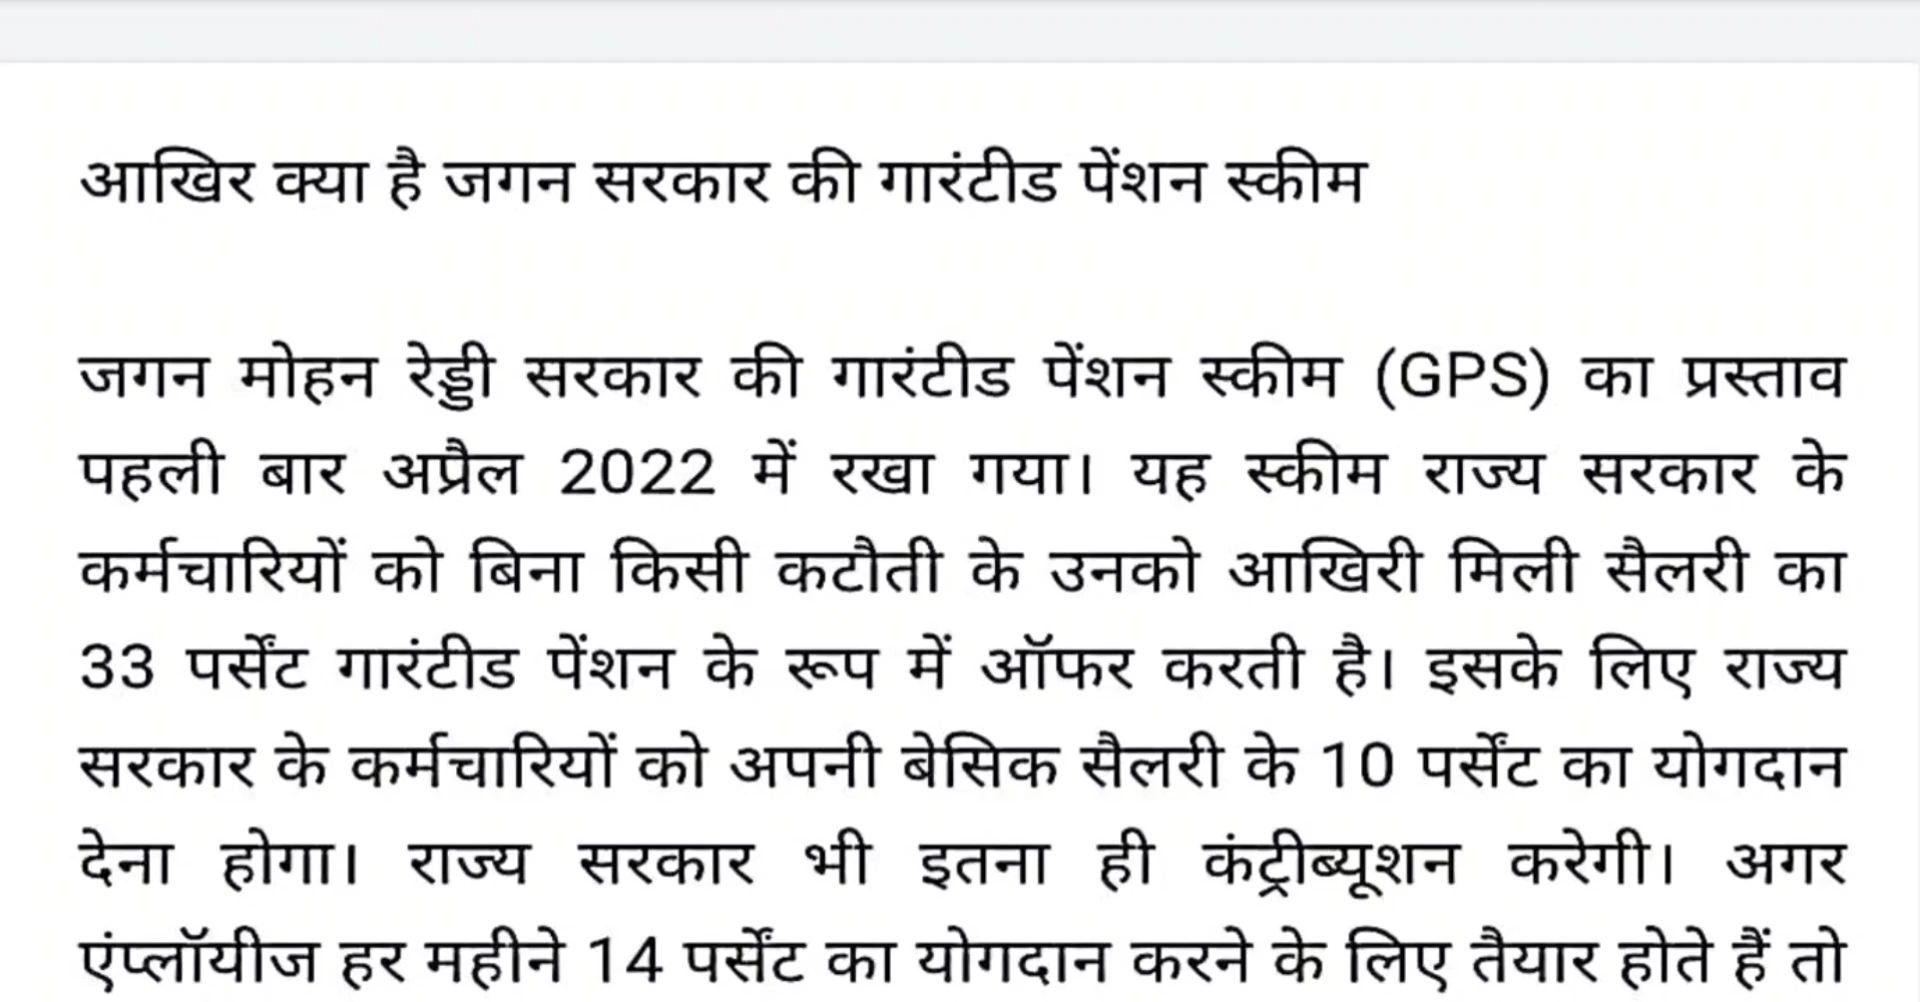 आखिर क्या है जगन सरकार की गारंटीड पेंशन स्कीम
जगन मोहन रेड्डी सरकार की गारंटीड पेंशन स्कीम (GPS) का प्रस्ताव
पहली बार अप्रैल 2022 में रखा गया। यह स्कीम राज्य सरकार के
कर्मचारियों को बिना किसी कटौती के उनको आखिरी मिली सैलरी का
33 पर्सेंट गारंटीड पेंशन के रूप में ऑफर करती है। इसके लिए राज्य
सरकार के कर्मचारियों को अपनी बेसिक सैलरी के 10 पर्सेंट का योगदान
देना होगा। राज्य सरकार भी इतना ही कंट्रीब्यूशन करेगी। अगर
एंप्लॉयीज हर महीने 14 पर्सेंट का योगदान करने के लिए तैयार होते हैं तो